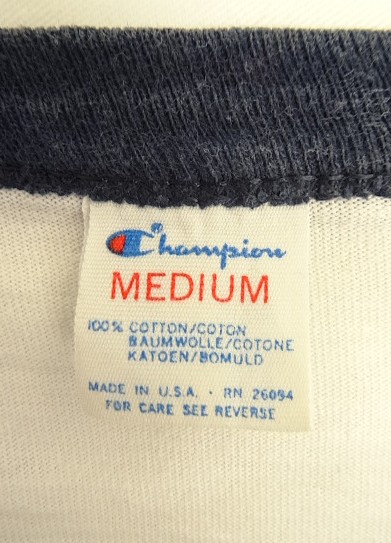 Champion
MEDIUM
100% COTTON/COTON
BAUMWOLLE/COTONE
KATOEN/BOMULD
MADE IN U.S.A. · RN 26094
FOR CARE SEE REVERSE